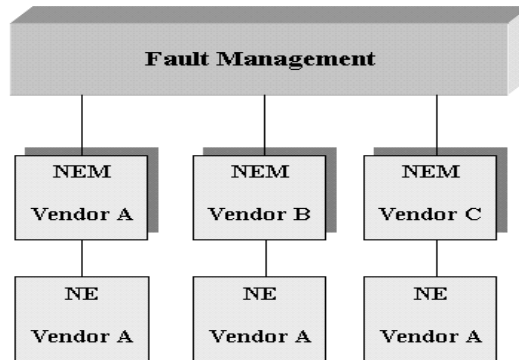 Fault Management
NEM
Vendor A
NEM
Vendor B
NEM
Vendor C
NE
Vendor A
NE
Vendor A
NE
Vendor A